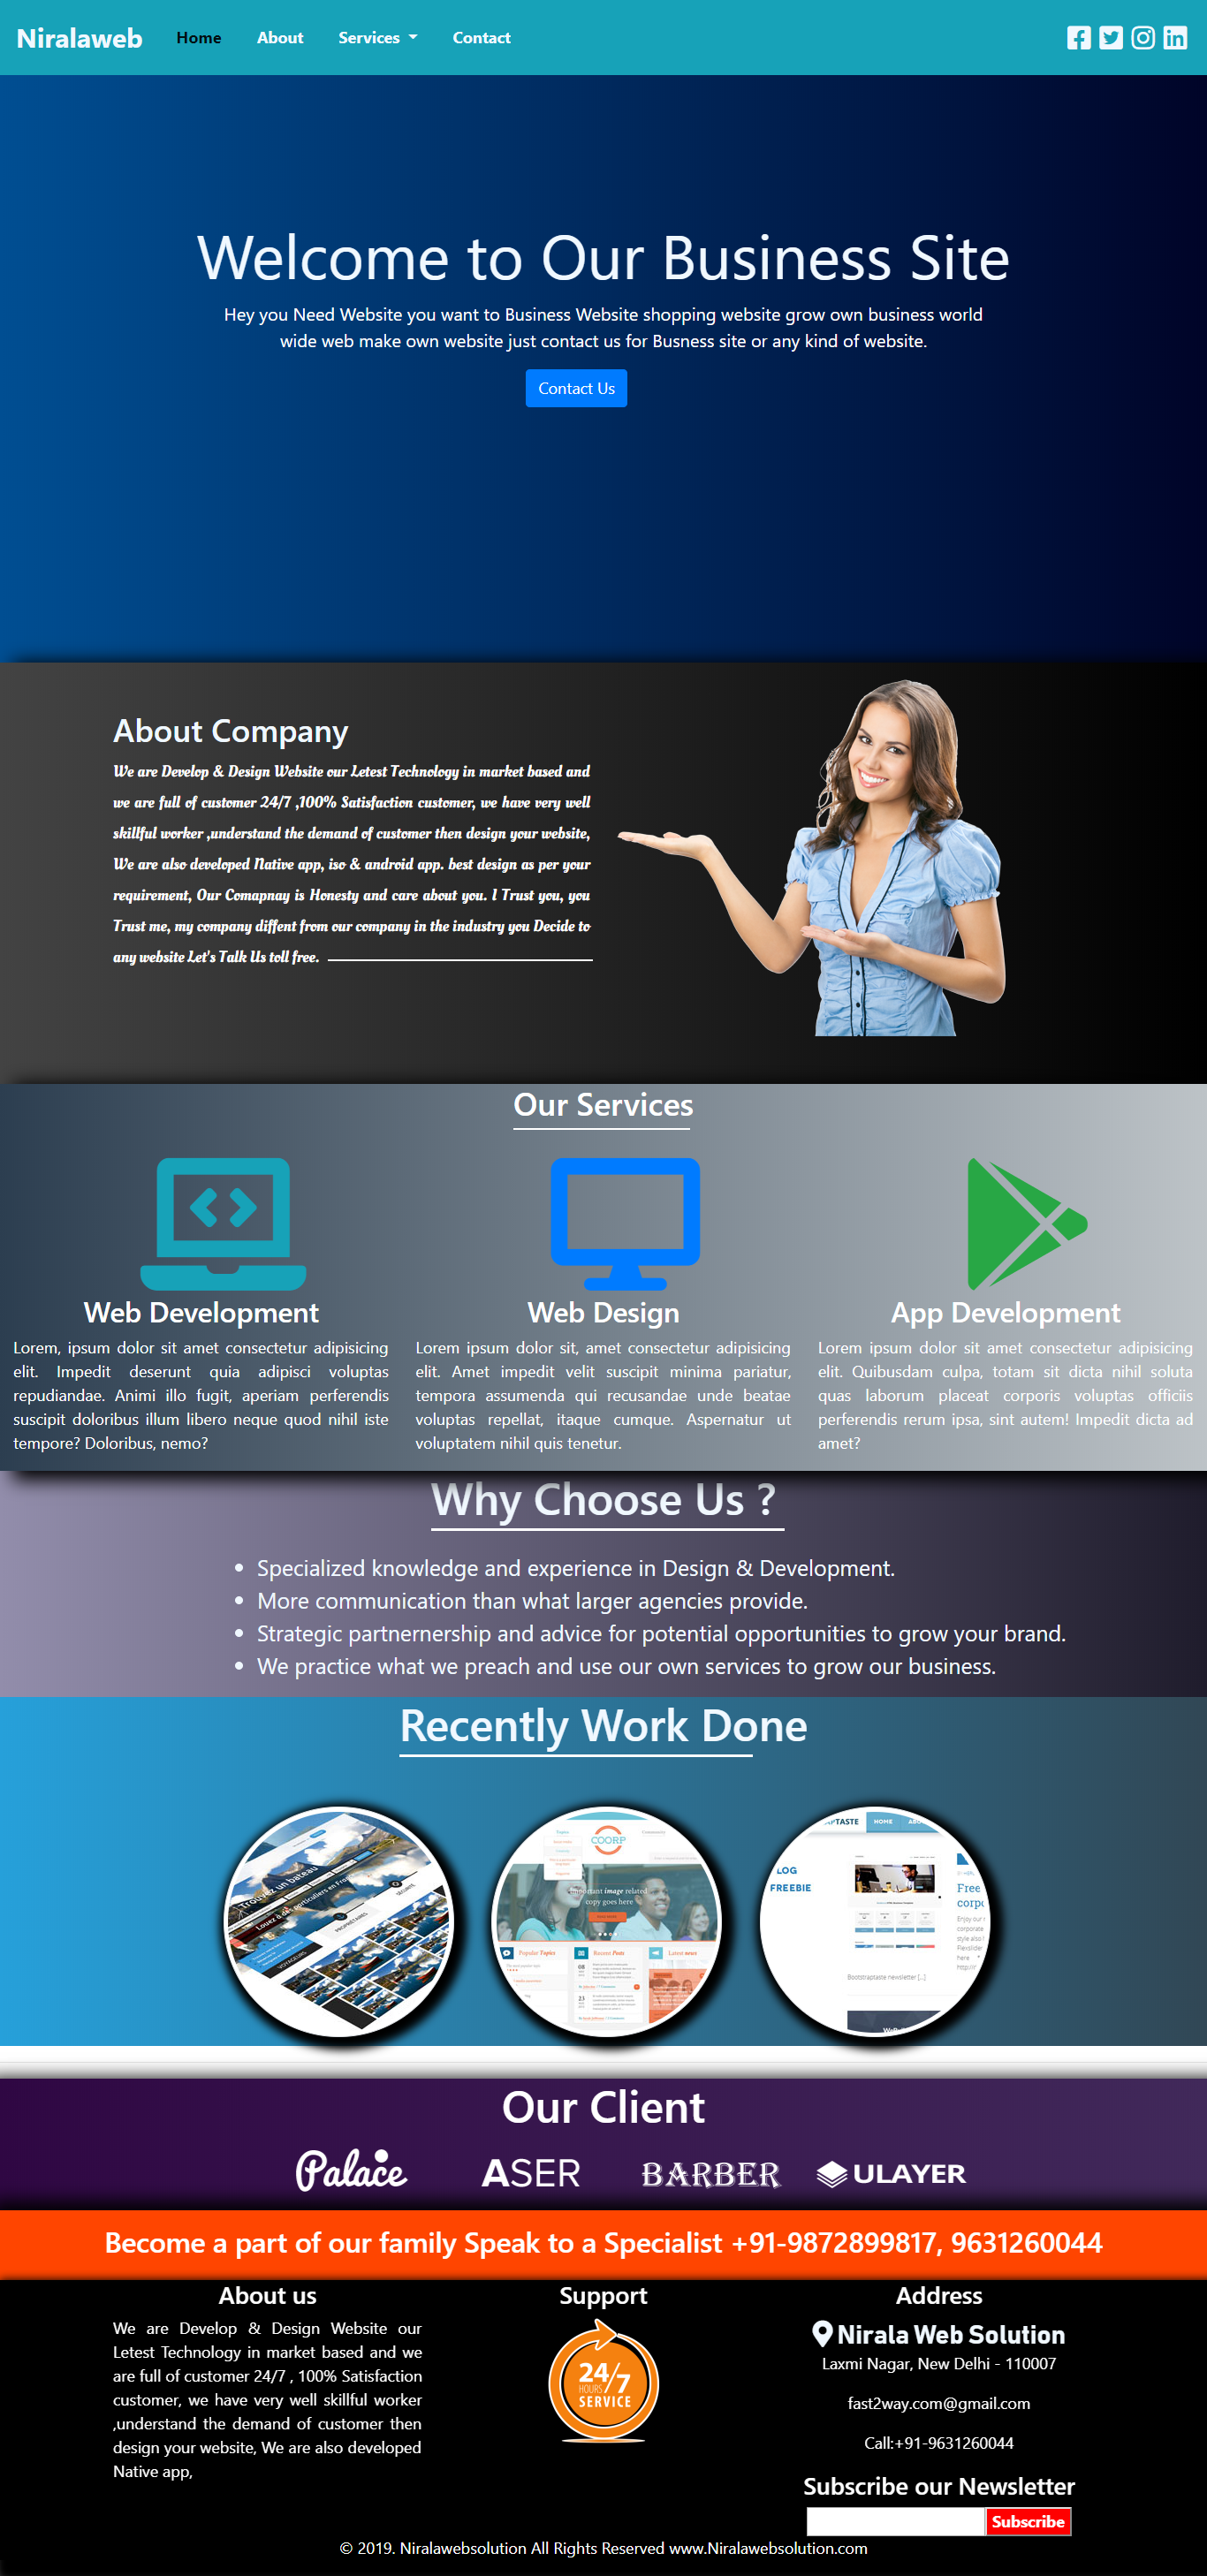 Niralaweb Home About Services Contact
Welcome to Our Business Site
Hey you Need Website you want to Business Website shopping website grow own business world
wide web make own website just contact us for Busness site or any kind of website.
Contact Us
About Company
We are Develop & Design Website our Letest Technology in market based and
we are full of customer 24/7 ,100% Satisfaction customer, we have very well
skillful worker ,understand the demand of customer then design your website,
We are also developed Native app, iso & android app. best design as per your
requirement, Our Comapnay is Honesty and care about you. I Trust you, you
Trust me, my company diffent from our company in the industry you Decide to
any website Let's Talk Us toll free.
Our Services
Web Development
Lorem, ipsum dolor sit amet consectetur adipisicing
elit. Impedit deserunt quia adipisci voluptas
repudiandae. Animi illo fugit, aperiam perferendis
suscipit doloribus illum libero neque quod nihil iste
tempore? Doloribus, nemo?
Web Design
Lorem ipsum dolor sit, amet consectetur adipisicing
elit. Amet impedit velit suscipit minima pariatur,
tempora assumenda qui recusandae unde beatae
voluptas repellat, itaque cumque. Aspernatur ut
voluptatem nihil quis tenetur.
App Development
Lorem ipsum dolor sit amet consectetur adipisicing
elit. Quibusdam culpa, totam sit dicta nihil soluta
quas laborum placeat corporis voluptas officiis
perferendis rerum ipsa, sint autem! Impedit dicta ad
amet?
Why Choose Us ?
Specialized knowledge and experience in Design & Development.
More communication than what larger agencies provide.
Strategic partnernership and advice for potential opportunities to grow your brand.
We practice what we preach and use our own services to grow our business.
Recently Work Done
Trouvez un bateau
COORP
important image related
copy goes here
Popular Topics
Recent Posts
Latest news
TASTE HOME
LOG
FREEBIE
Free
corpo
Bootstraptaste newsletter [...]
Our Client
Palace
ASER
BARBER
ULAYER
Become a part of our family Speak to a Specialist +91-9872899817, 9631260044
About us
We are Develop & Design Website our
Letest Technology in market based and we
are full of customer 24/7 , 100% Satisfaction
customer, we have very well skillful worker
,understand the demand of customer then
design your website, We are also developed
Native app,
Support
24/7
HOURS
SERVICE
Address
Nirala Web Solution
Laxmi Nagar, New Delhi - 110007
fast2way.com@gmail.com
Call:+91-9631260044
Subscribe our Newsletter
Subscribe
© 2019. Niralawebsolution All Rights Reserved www.Niralawebsolution.com